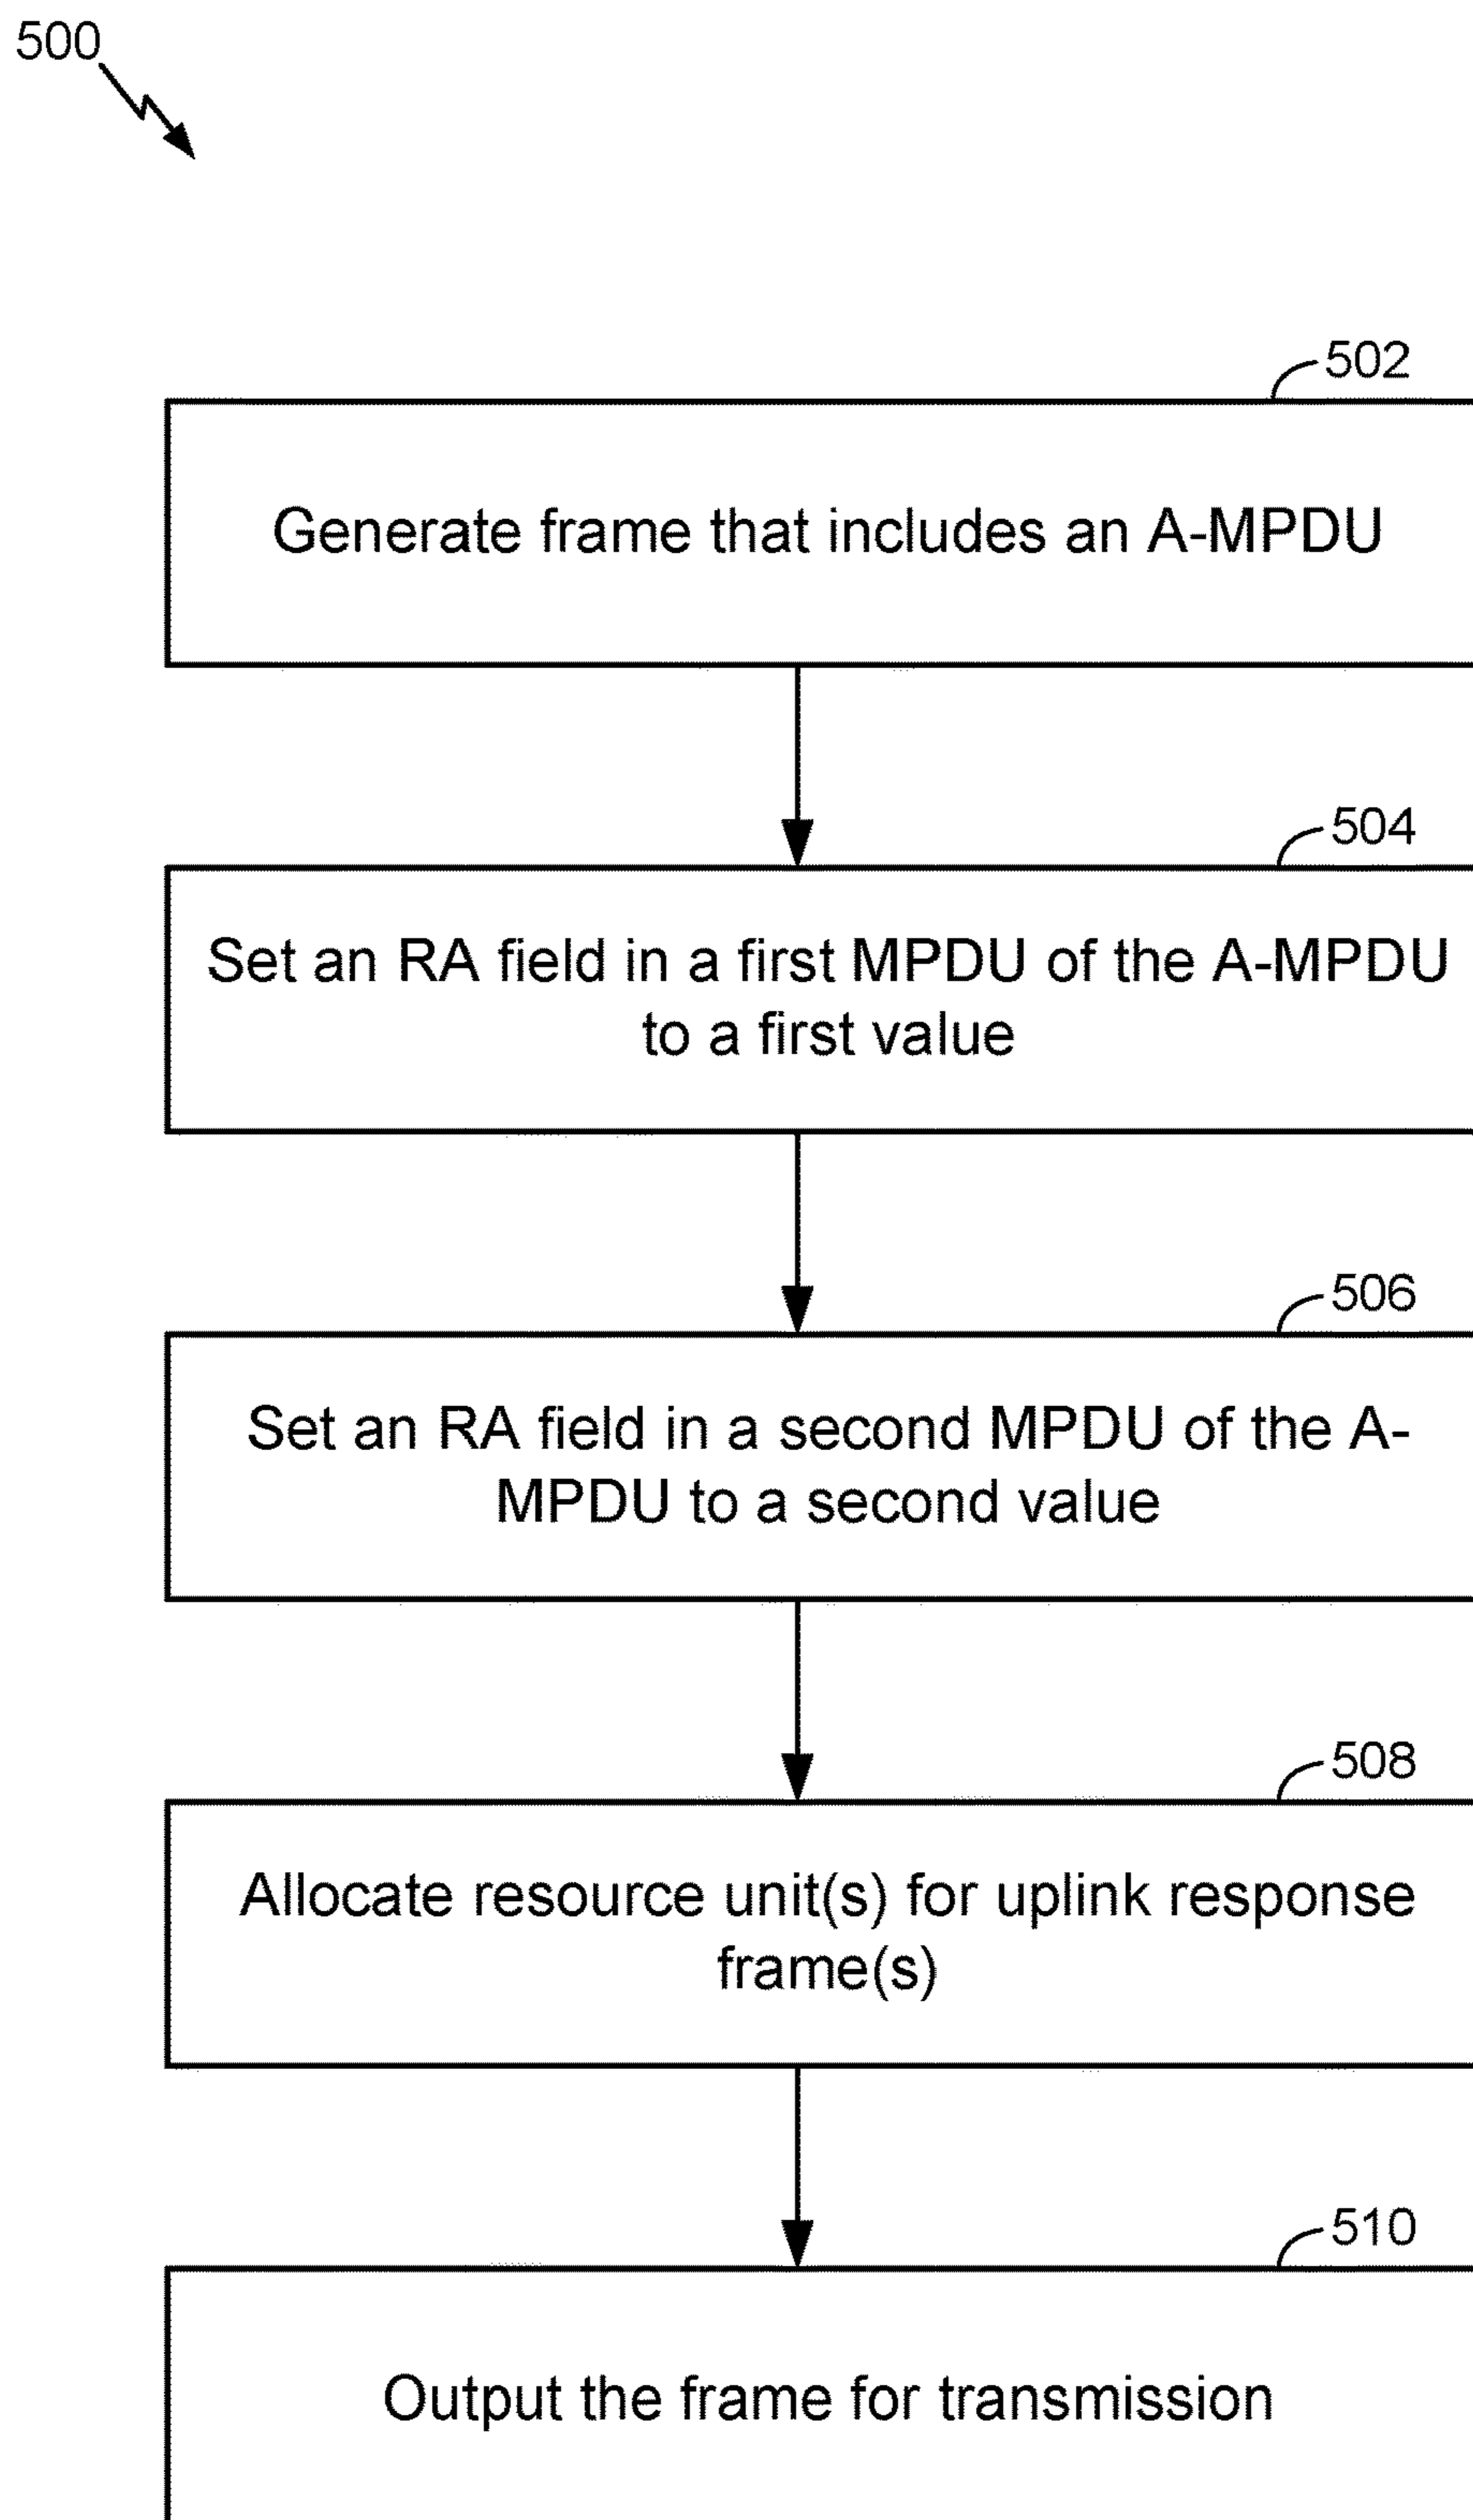 500
502
Generate frame that includes an A-MPDU
504
Set an RA field in a first MPDU of the A-MPDU
to a first value
506
Set an RA field in a second MPDU of the A-
MPDU to a second value
508
Allocate resource unit(s) for uplink response
frame(s)
510
Output the frame for transmission